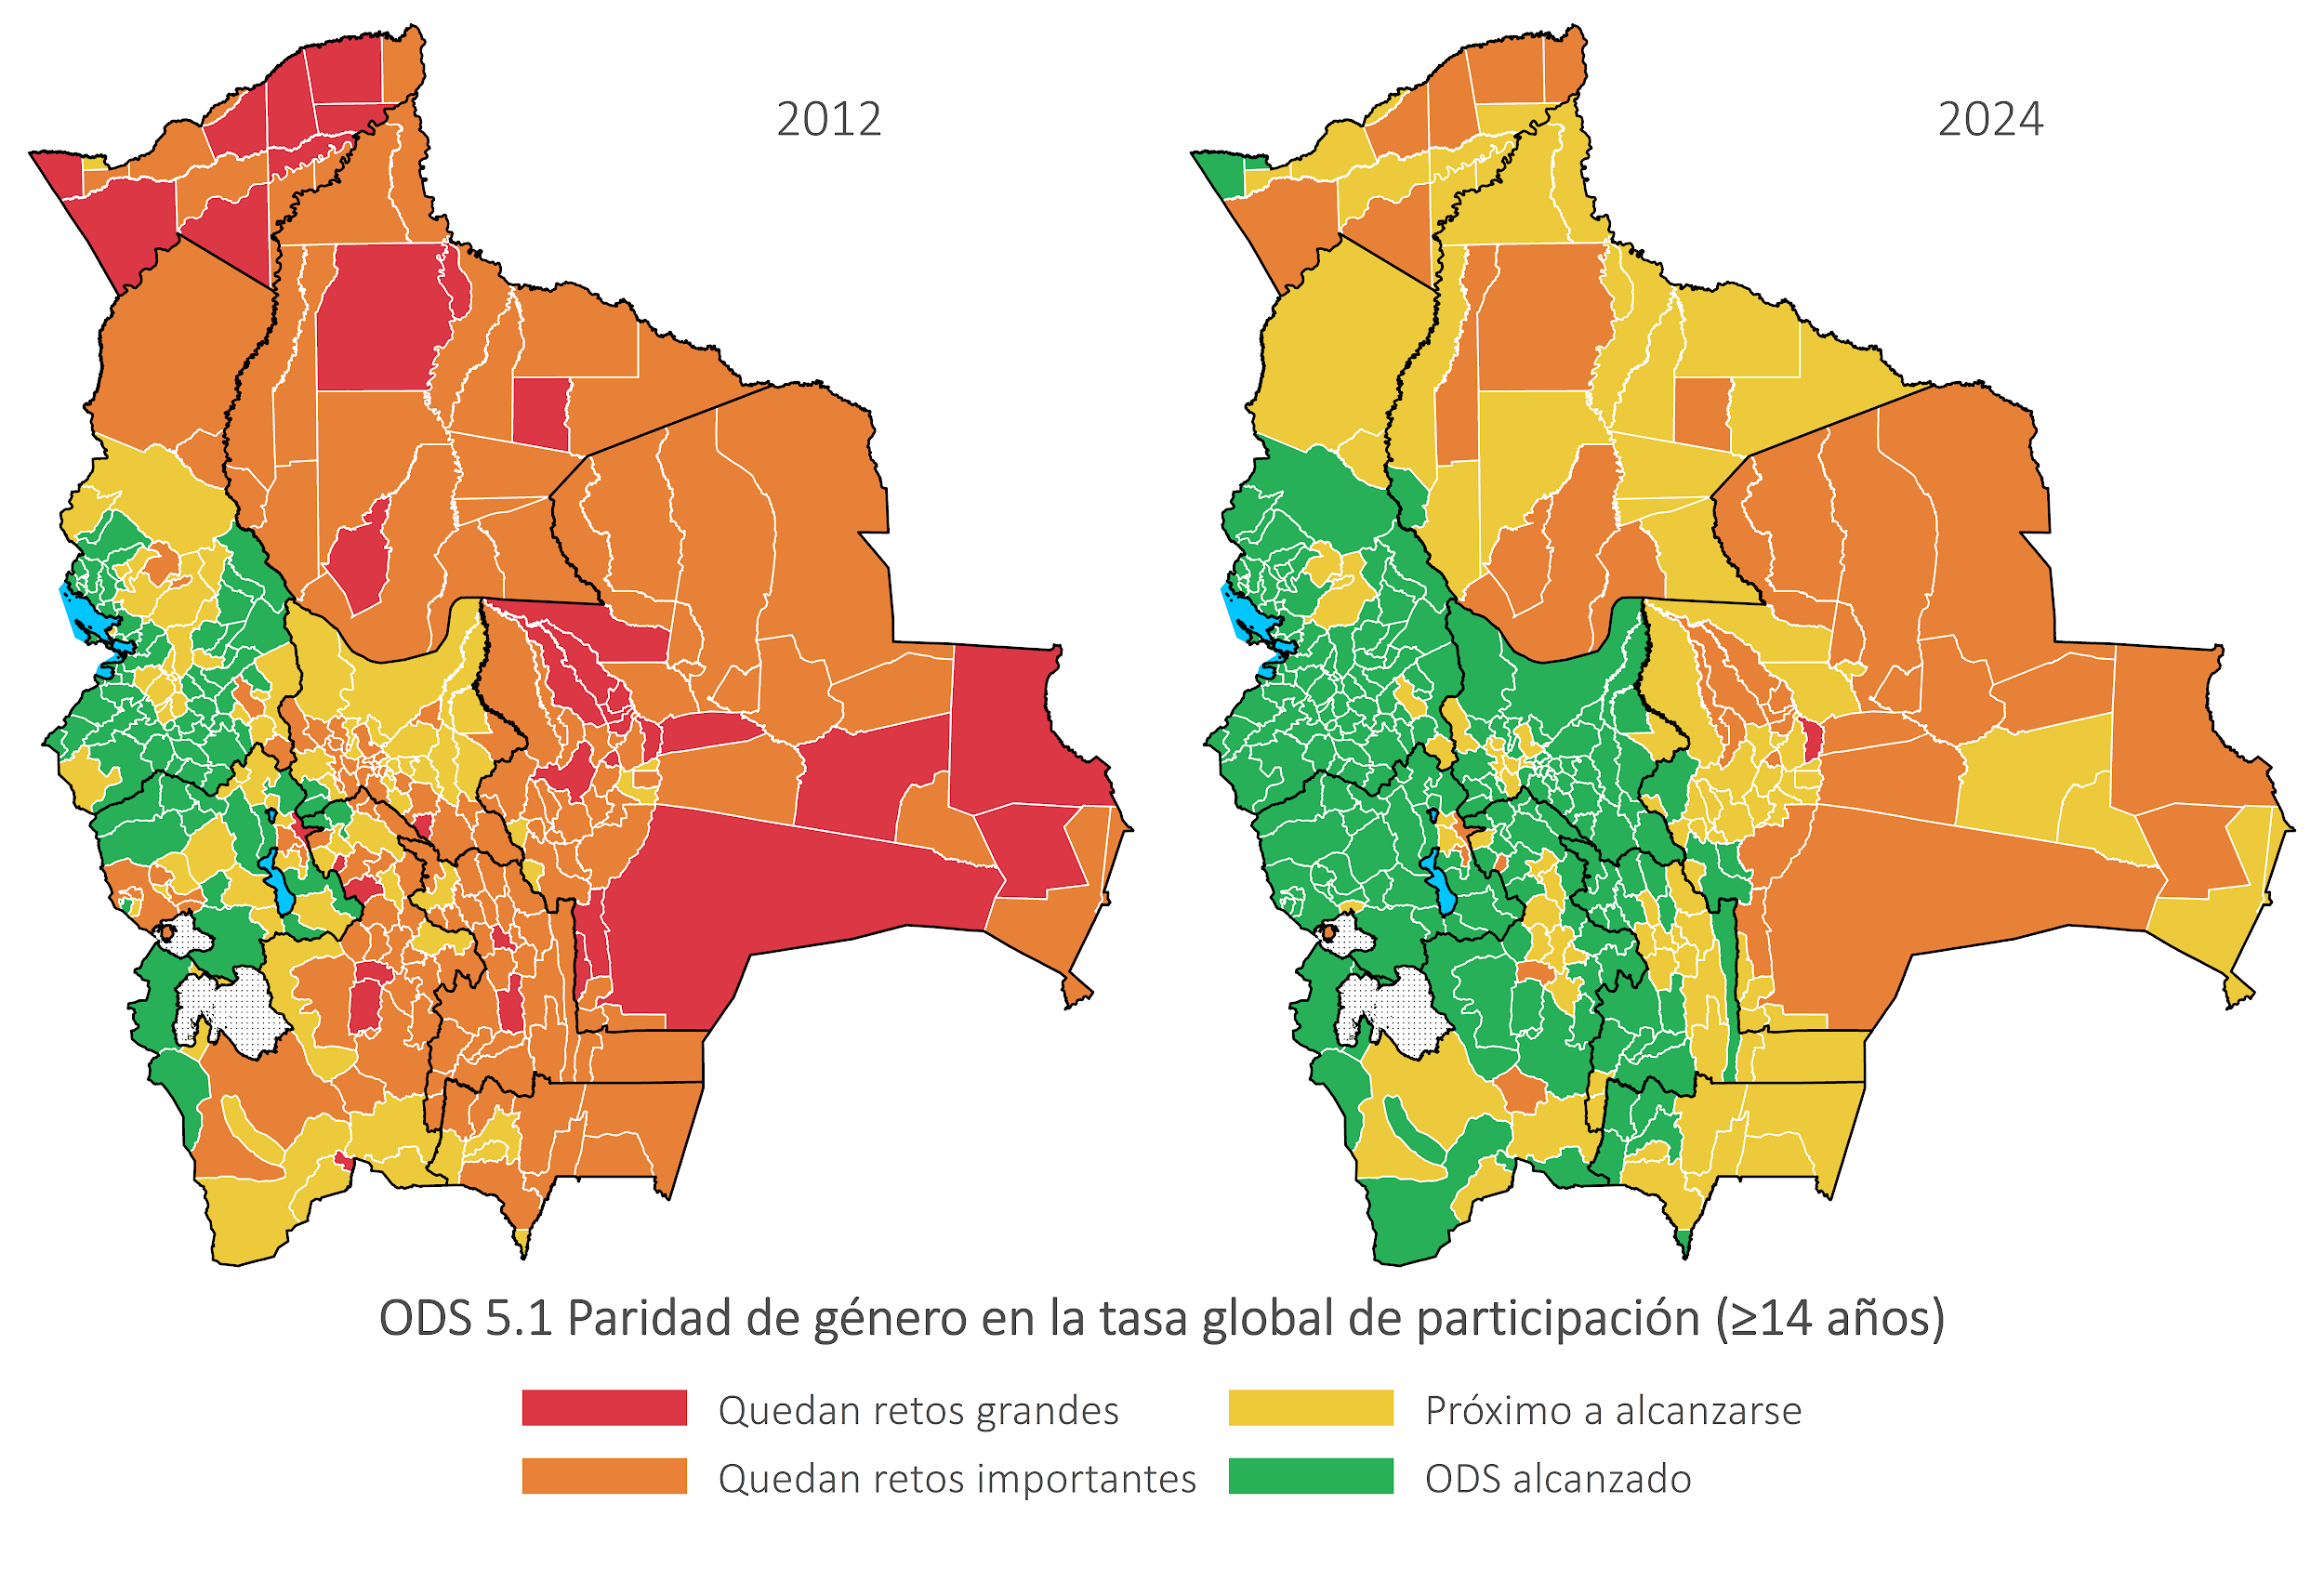 2012
2024
ODS 5.1 Paridad de género en la tasa global de participación (≥14 años)
Quedan retos grandes
Próximo a alcanzarse
Quedan retos importantes
ODS alcanzado